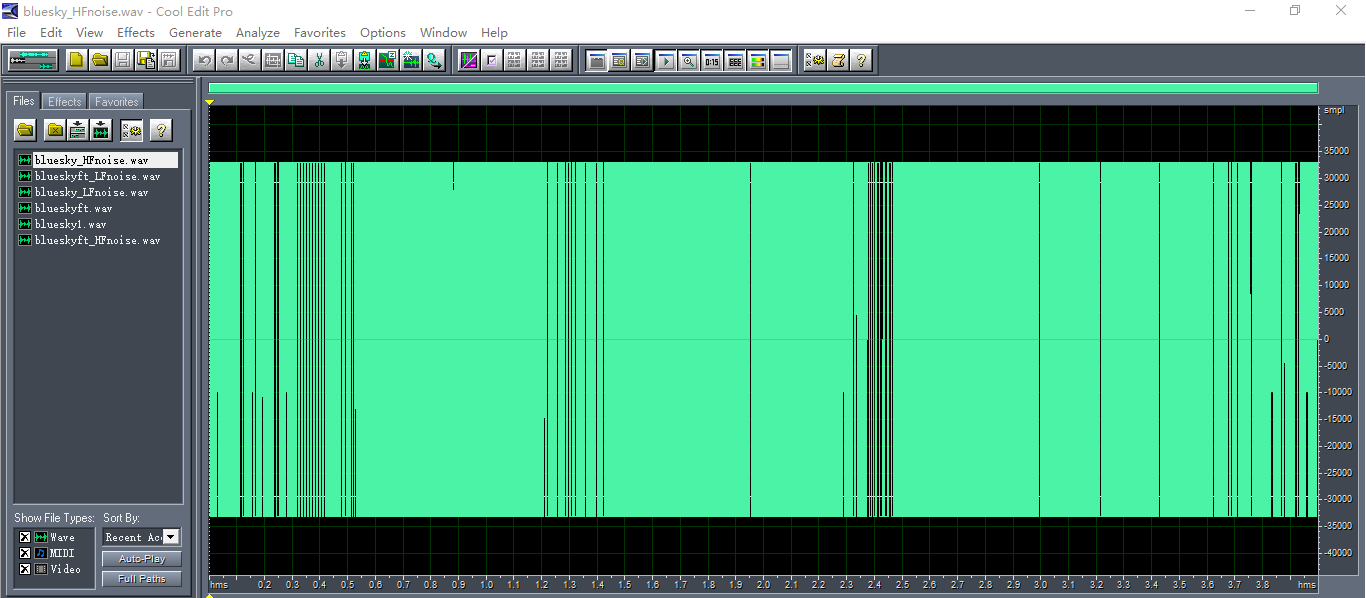 bluesky_HFnoise.wav - Cool Edit Pro
File Edit View Effects Generate Analyze Favorites Options Window Help
0:15
Files Effects Favorites
bluesky_HFnoise.wav
blueskyft_LFnoise.wav
bluesky_LFnoise.wav
blueskyft.wav
bluesky1.wav
blueskyft_HFnoise.wav
Show File Types: Sort By:
Wave
MIDI
Video
Recent Ac
Auto-Play
Full Paths
smpl
35000
30000
25000
20000
15000
10000
5000
0
-5000
-10000
-15000
-20000
-25000
-30000
-35000
-40000
hms 0.2 0.3 0.4 0.5 0.6 0.7 0.8 0.9 1.0 1.1 1.2 1.3 1.4 1.5 1.6 1.7 1.8 1.9 2.0 2.1 2.2 2.3 2.4 2.5 2.6 2.7 2.8 2.9 3.0 3.1 3.2 3.3 3.4 3.5 3.6 3.7 3.8 hms